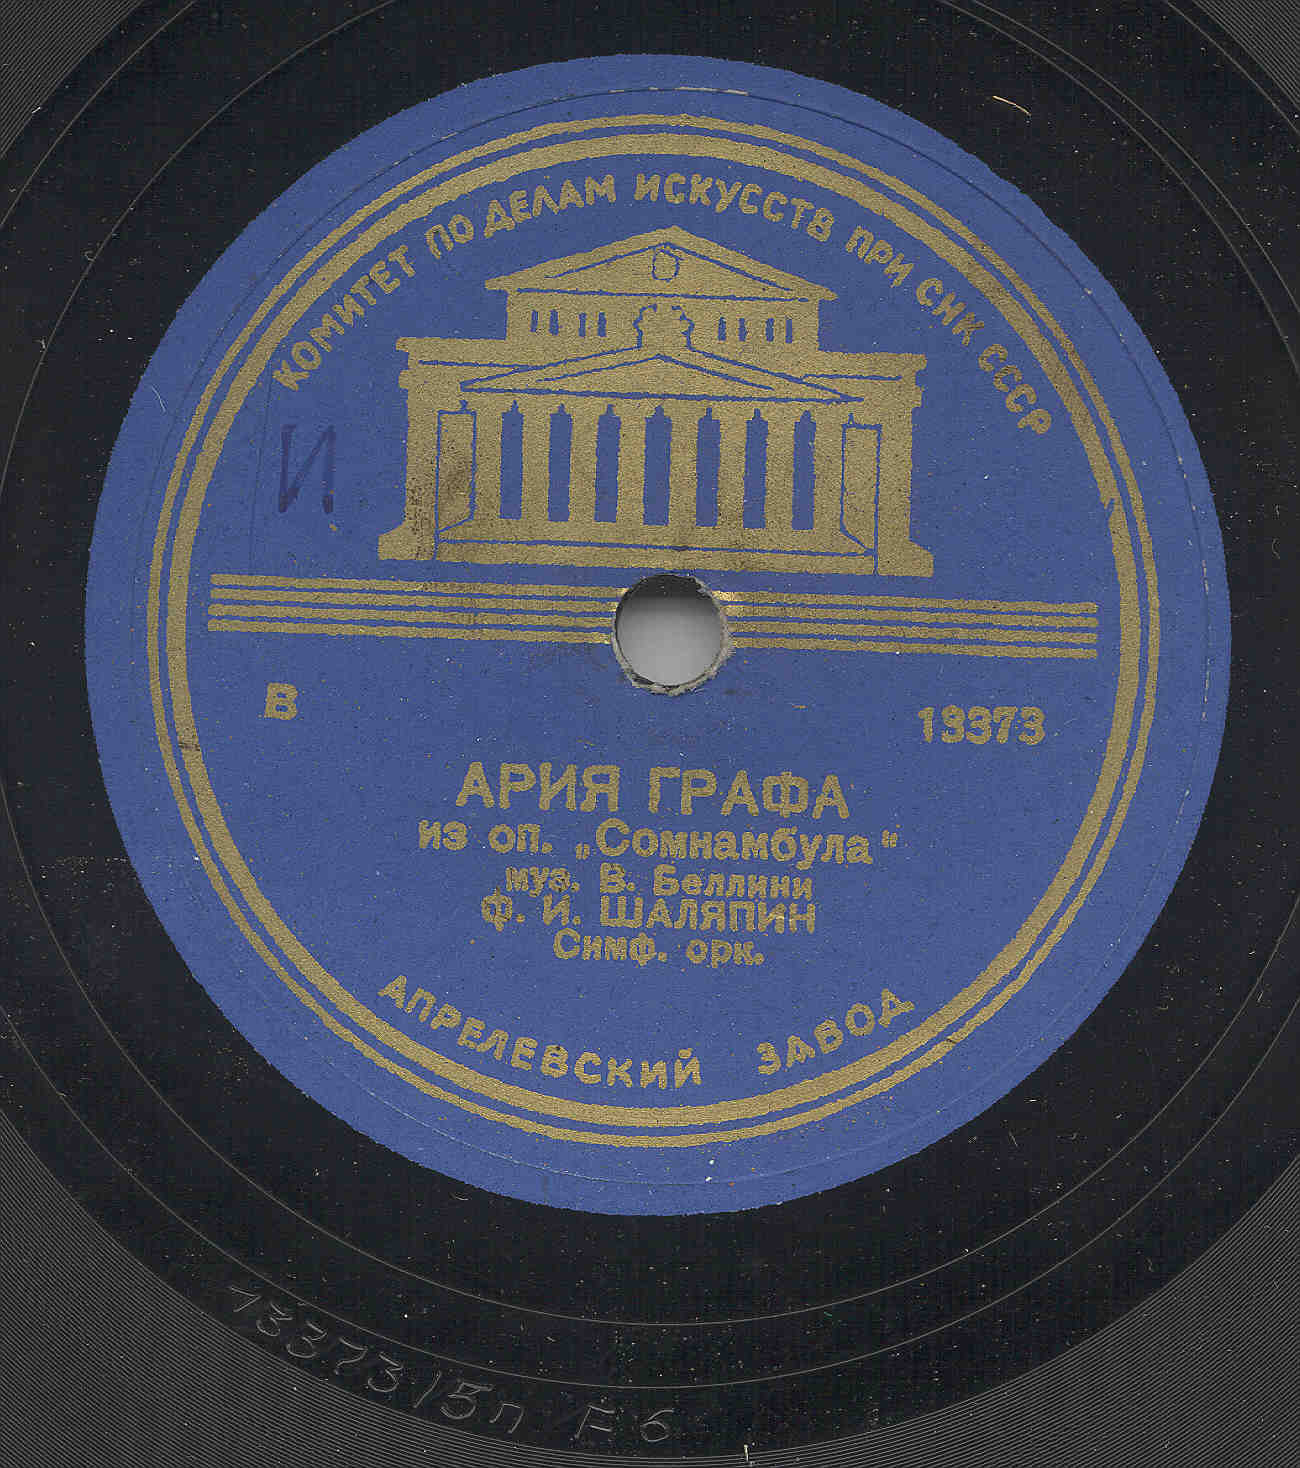 КОМИТЕТ ПО ДЕЛАМ ИСКУССТВ ПРИ СНК СССР
И
В
13373
АРИЯ ГРАФА
из оп. „Сомнамбула"
муз. В. Беллини
Ф. И. ШАЛЯПИН
Симф. орк.
АПРЕЛЕВСКИЙ ЗАВОД
13373/5п F6